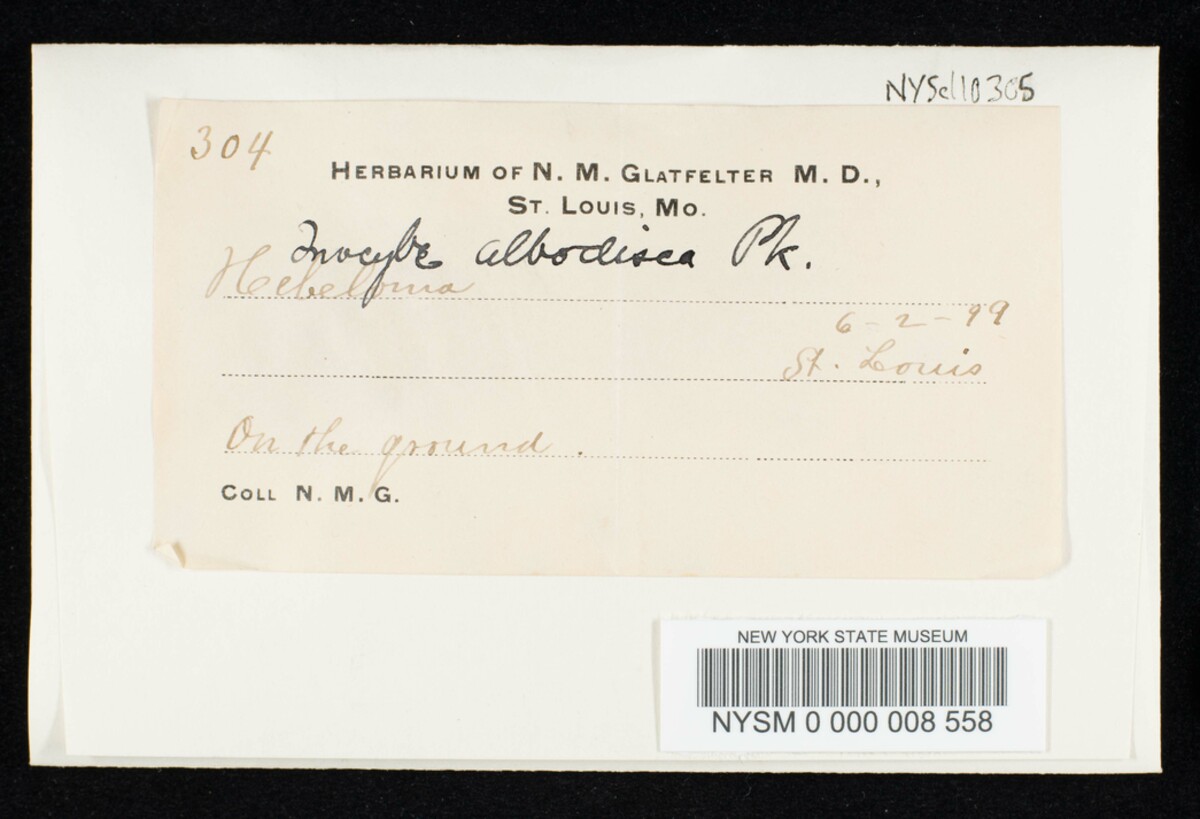 NYSd10305
304
HERBARIUM OF N. M. GLATFELTER M. D.,
ST. LOUIS, MO.
Inocybe albodisca Pk.
Hebeloma
6-2-99
St. Louis
On the ground.
COLL N. M. G.
NEW YORK STATE MUSEUM
NYSM 0 000 008 558